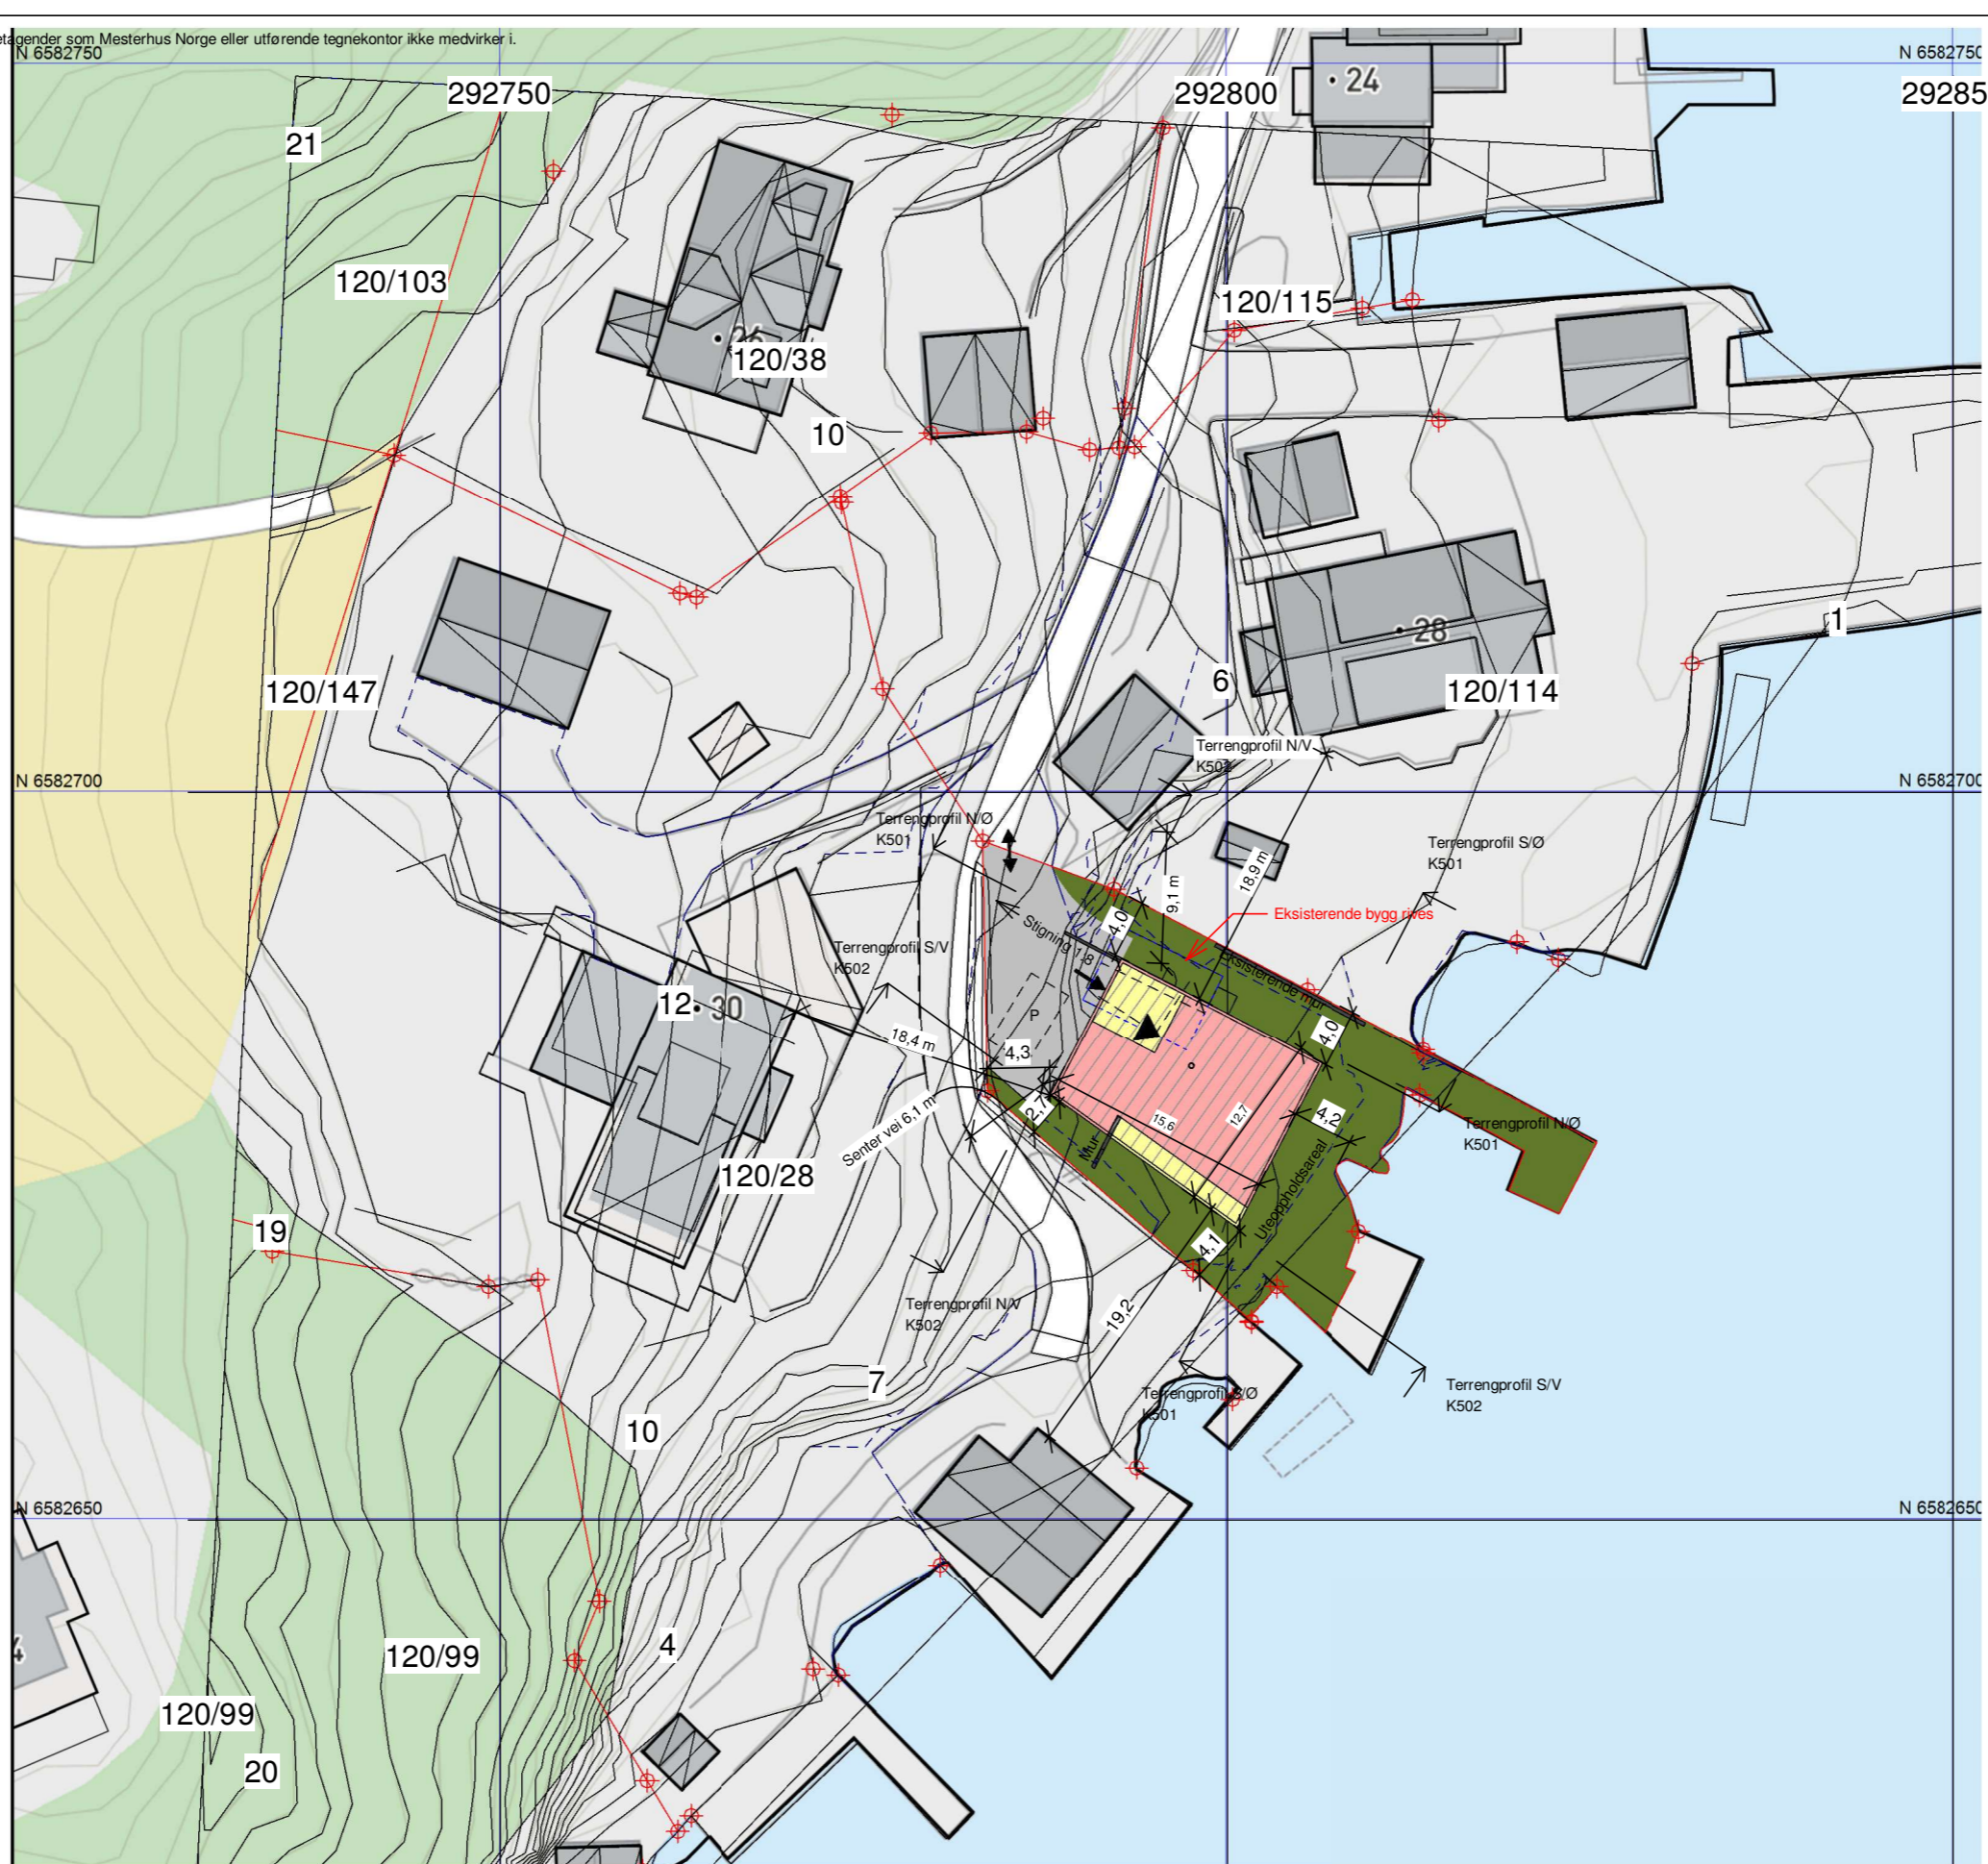 etagender som Mesterhus Norge eller utførende tegnekontor ikke medvirker i.
N 6582750
N 6582750
292750
292800
29285
24
21
120/103
120/115
26
120/38
10
28
120/114
1
6
120/147
Terrengprofil N/V
K502
N 6582700
N 6582700
Terrengprofil N/Ø
K501
Terrengprofil S/Ø
K501
18,9 m
9,1 m
Eksisterende bygg rives
4,0
Stigning 1:8
Terrengprofil S/V
K502
Eksisterende mur
12
30
P
18,4 m
4,3
4,0
2,7
15,6
12,7
4,2
Terrengprofil N/Ø
K501
Senter vei 6,1 m
Mur
120/28
Uteoppholdsareal
4,1
19
Terrengprofil N/V
K502
19,2
7
Terrengprofil S/Ø
K501
Terrengprofil S/V
K502
10
N 6582650
N 6582650
4
4
120/99
120/99
20